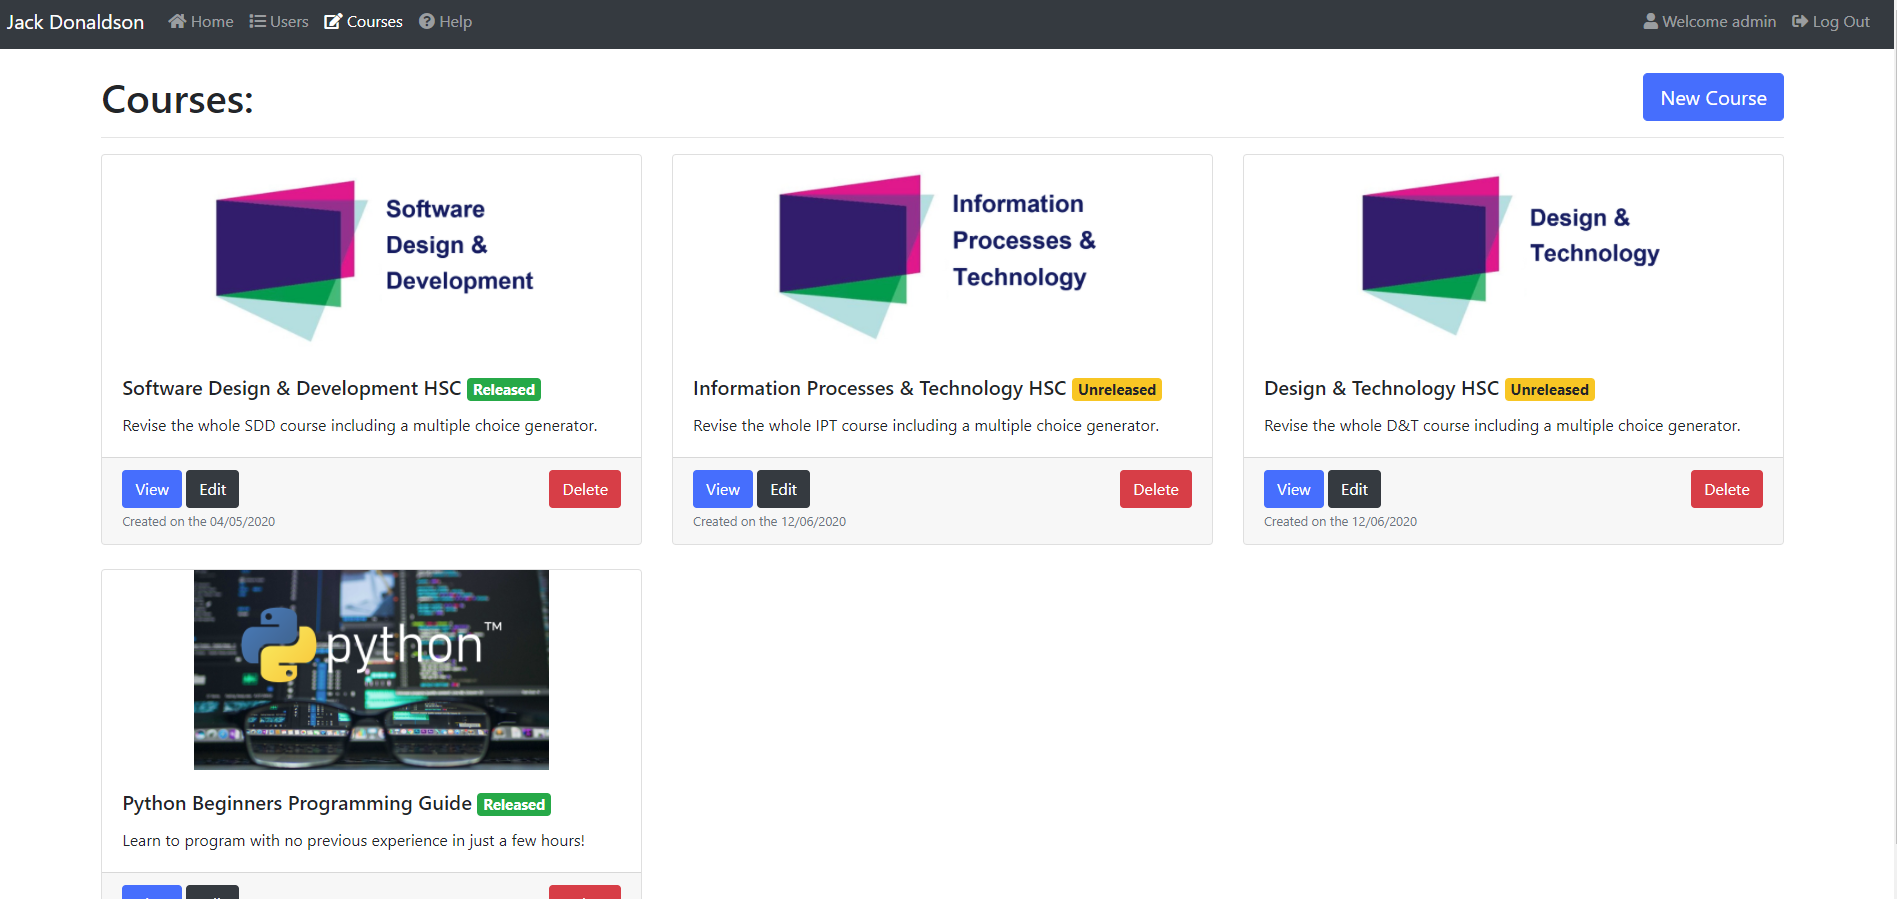 Jack Donaldson Home Users Courses Help Welcome admin Log Out
Courses:
New Course
Software
Design &
Development
Software Design & Development HSC Released
Revise the whole SDD course including a multiple choice generator.
View Edit Delete
Created on the 04/05/2020
Information
Processes &
Technology
Information Processes & Technology HSC Unreleased
Revise the whole IPT course including a multiple choice generator.
View Edit Delete
Created on the 12/06/2020
Design &
Technology
Design & Technology HSC Unreleased
Revise the whole D&T course including a multiple choice generator.
View Edit Delete
Created on the 12/06/2020
python™
Python Beginners Programming Guide Released
Learn to program with no previous experience in just a few hours!